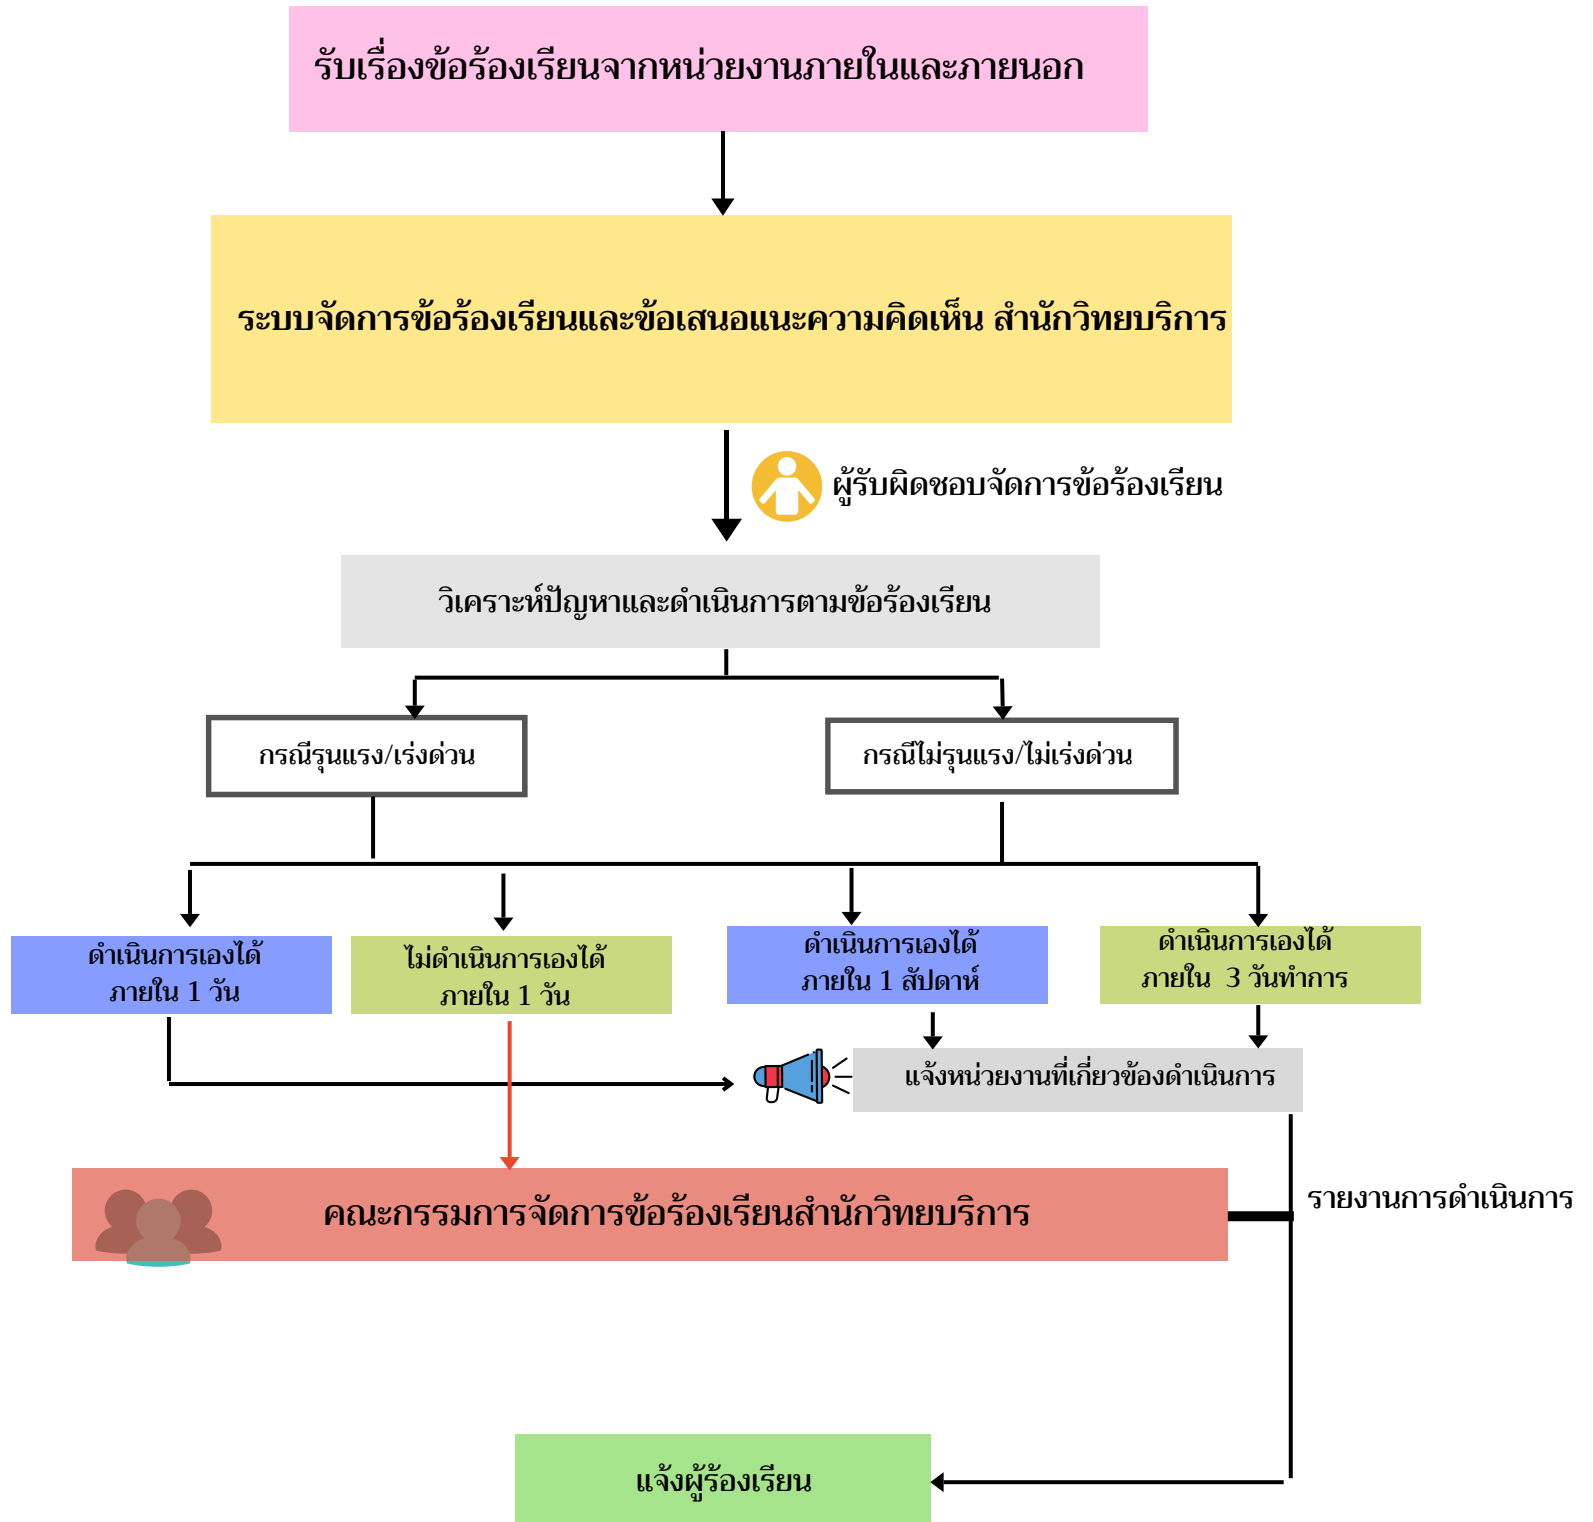 รับเรื่องข้อร้องเรียนจากหน่วยงานภายในและภายนอก
ระบบจัดการข้อร้องเรียนและข้อเสนอแนะความคิดเห็น สำนักวิทยบริการ
ผู้รับผิดชอบจัดการข้อร้องเรียน
วิเคราะห์ปัญหาและดำเนินการตามข้อร้องเรียน
กรณีรุนแรง/เร่งด่วน
กรณีไม่รุนแรง/ไม่เร่งด่วน
ดำเนินการเองได้
ภายใน 1 วัน
ไม่ดำเนินการเองได้
ภายใน 1 วัน
ดำเนินการเองได้
ภายใน 1 สัปดาห์
ดำเนินการเองได้
ภายใน 3 วันทำการ
แจ้งหน่วยงานที่เกี่ยวข้องดำเนินการ
คณะกรรมการจัดการข้อร้องเรียนสำนักวิทยบริการ
รายงานการดำเนินการ
แจ้งผู้ร้องเรียน